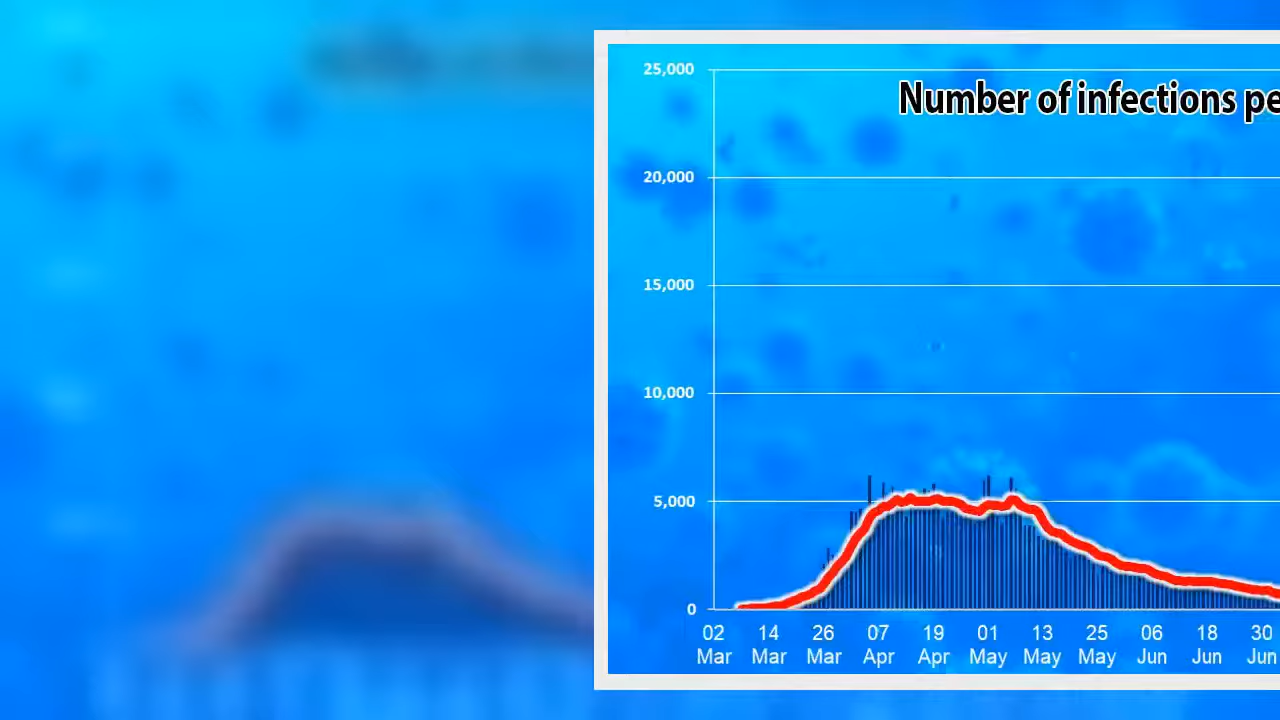 25,000
Number of infections pe
20,000
15,000
10,000
5,000
0
02 14 26 07 19 01 13 25 06 18 30
Mar Mar Mar Apr Apr May May May Jun Jun Jun